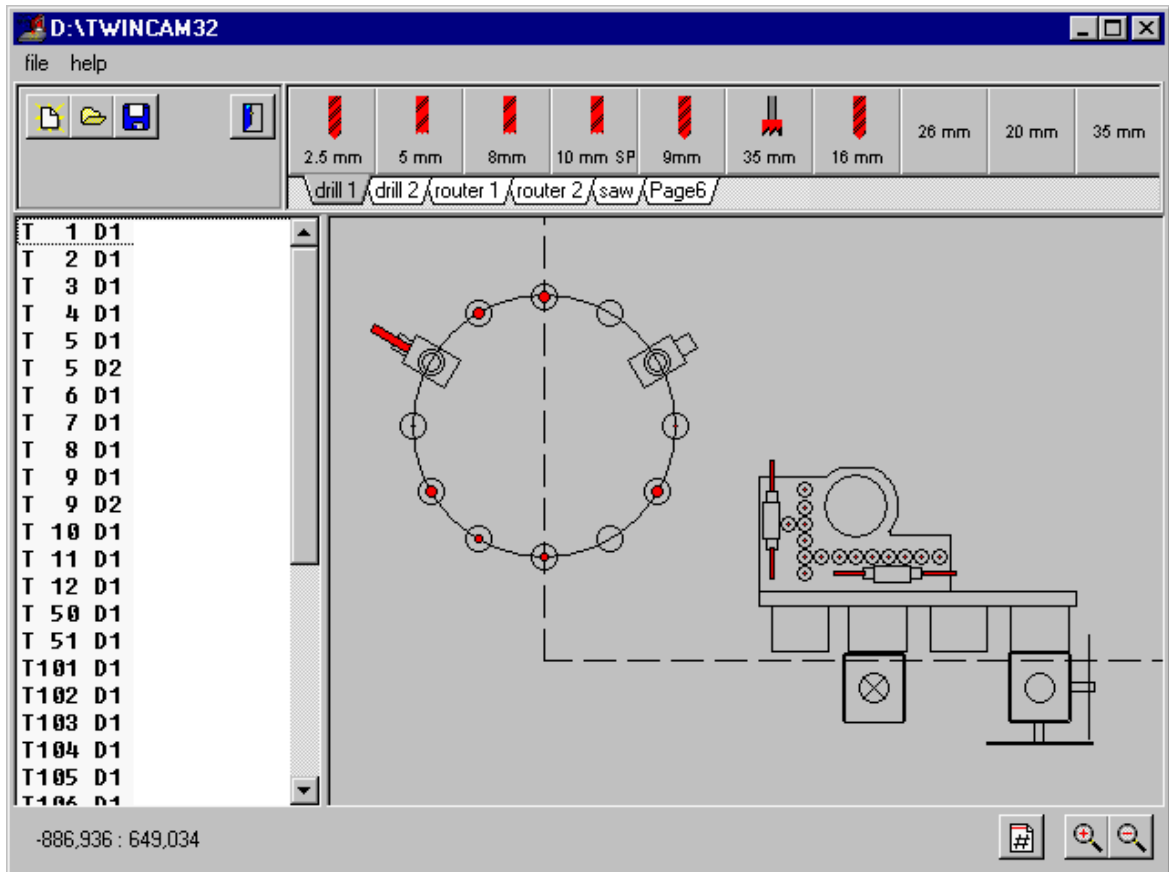 D:\TWINCAM32
file help
2.5 mm 5 mm 8mm 10 mm SP 9mm 35 mm 16 mm 26 mm 20 mm 35 mm
drill 1 drill 2 router 1 router 2 saw Page6
T 1 D1
T 2 D1
T 3 D1
T 4 D1
T 5 D1
T 5 D2
T 6 D1
T 7 D1
T 8 D1
T 9 D1
T 9 D2
T 10 D1
T 11 D1
T 12 D1
T 50 D1
T 51 D1
T101 D1
T102 D1
T103 D1
T104 D1
T105 D1
T106 D1
-886,936 : 649,034
#